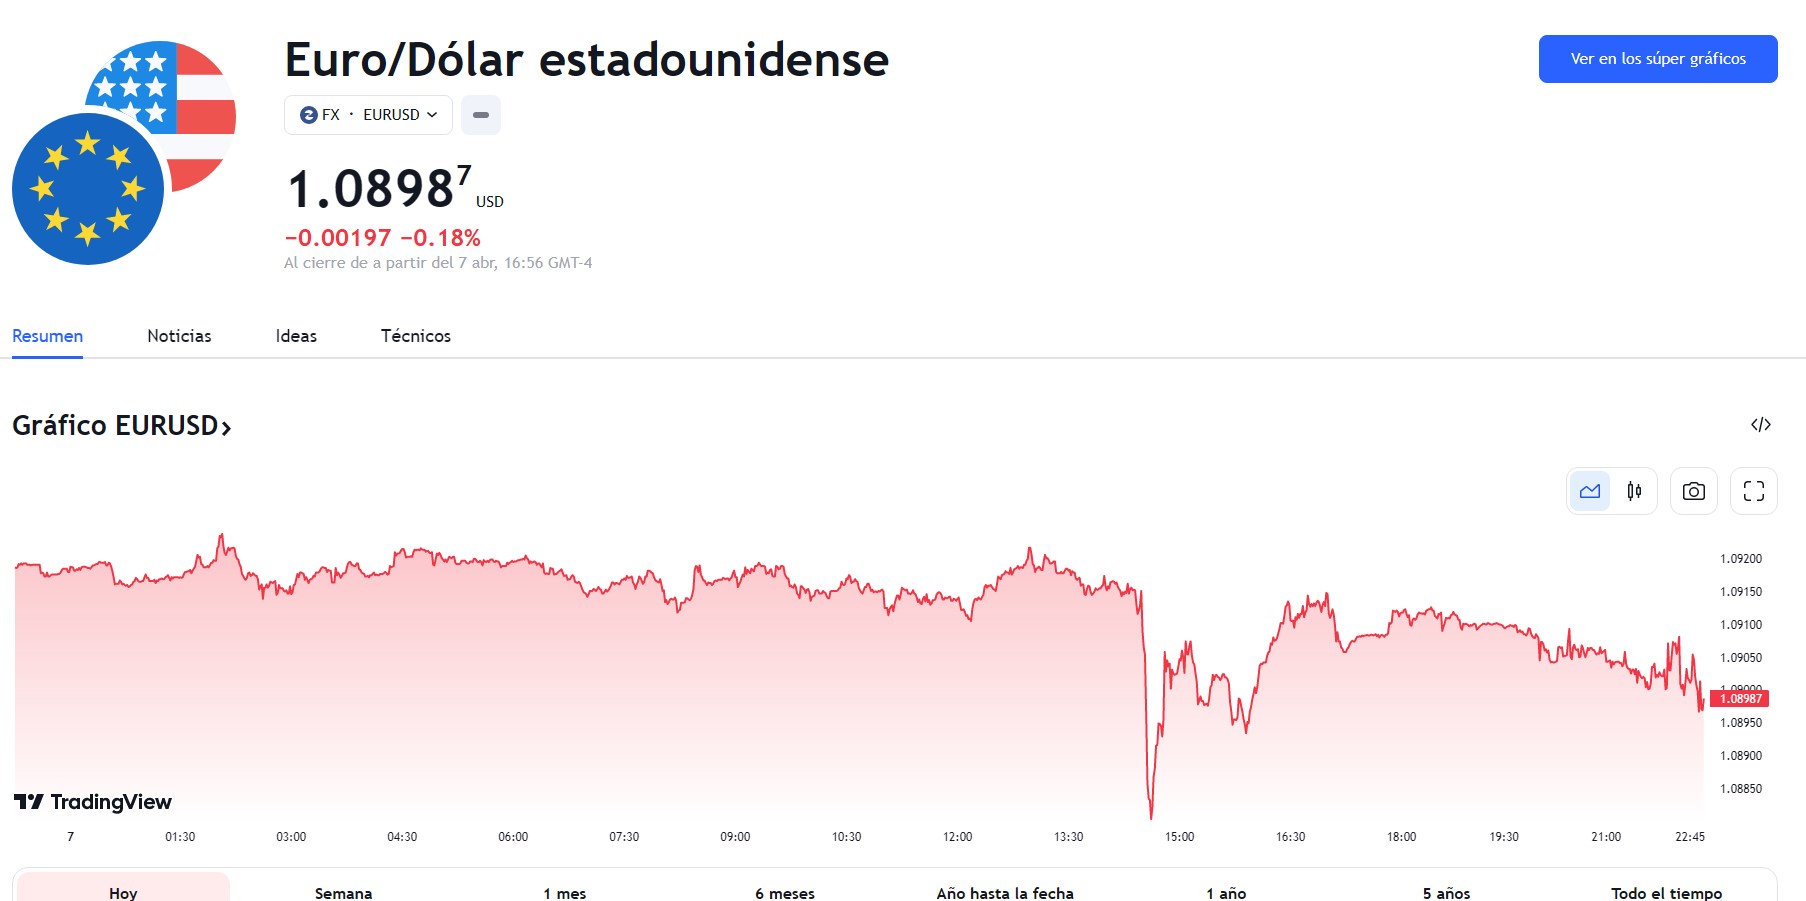 Euro/Dólar estadounidense
Ver en los súper gráficos
FX · EURUSD
1.08987 USD
−0.00197 −0.18%
Al cierre de a partir del 7 abr, 16:56 GMT-4
Resumen Noticias Ideas Técnicos
Gráfico EURUSD›
</>
1.09200
1.09150
1.09100
1.09050
1.09000
1.08987
1.08950
1.08900
1.08850
TradingView
7 01:30 03:00 04:30 06:00 07:30 09:00 10:30 12:00 13:30 15:00 16:30 18:00 19:30 21:00 22:45
Hoy Semana 1 mes 6 meses Año hasta la fecha 1 año 5 años Todo el tiempo